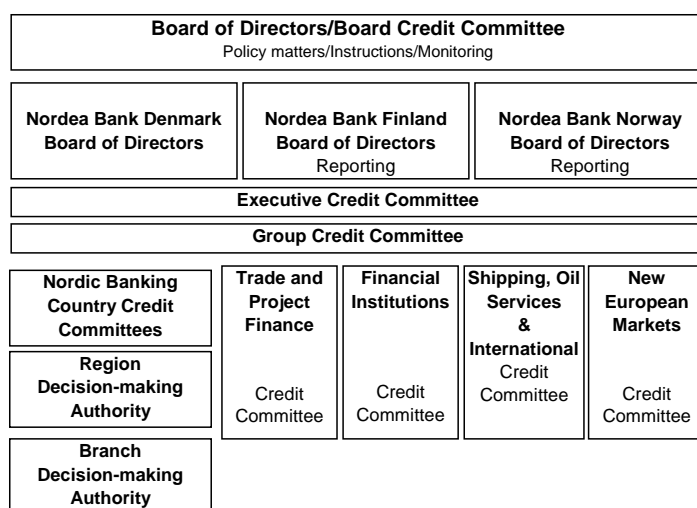 Board of Directors/Board Credit Committee
Policy matters/Instructions/Monitoring
Nordea Bank Denmark
Board of Directors
Nordea Bank Finland
Board of Directors
Reporting
Nordea Bank Norway
Board of Directors
Reporting
Executive Credit Committee
Group Credit Committee
Nordic Banking
Country Credit
Committees
Region
Decision-making
Authority
Branch
Decision-making
Authority
Trade and
Project
Finance
Credit
Committee
Financial
Institutions
Credit
Committee
Shipping, Oil
Services
&
International
Credit
Committee
New
European
Markets
Credit
Committee